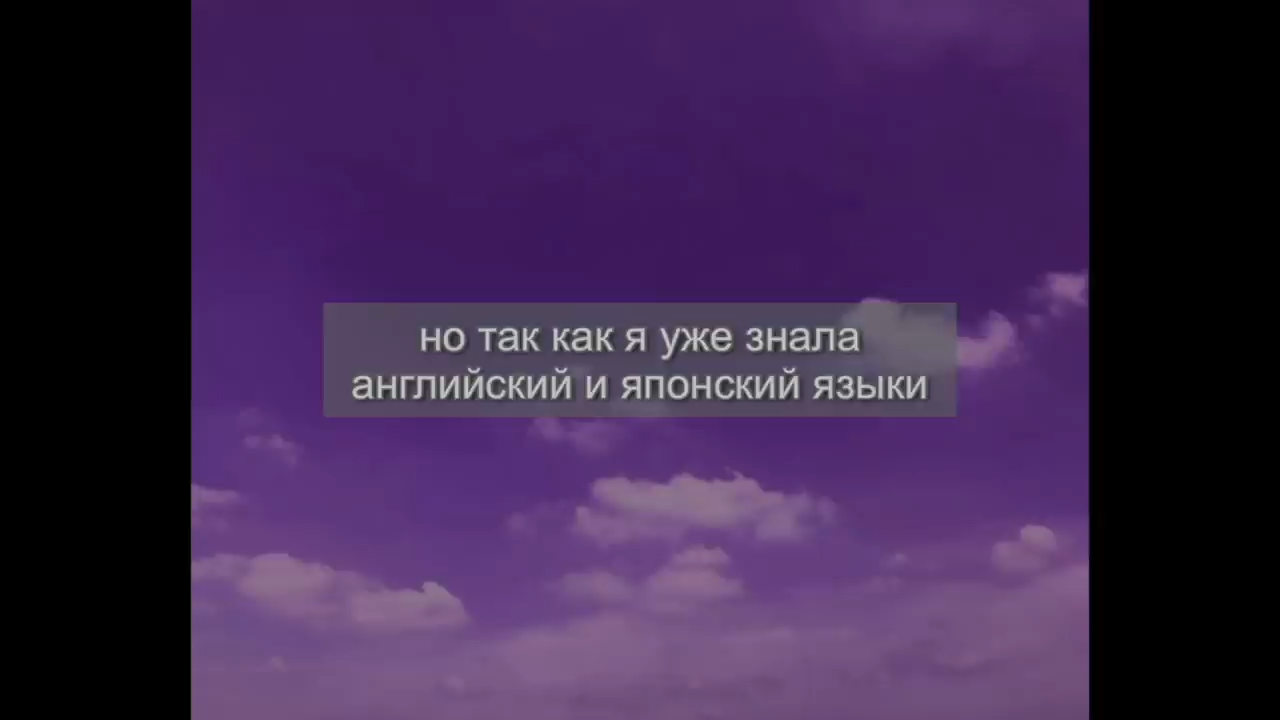 но так как я уже знала
английский и японский языки